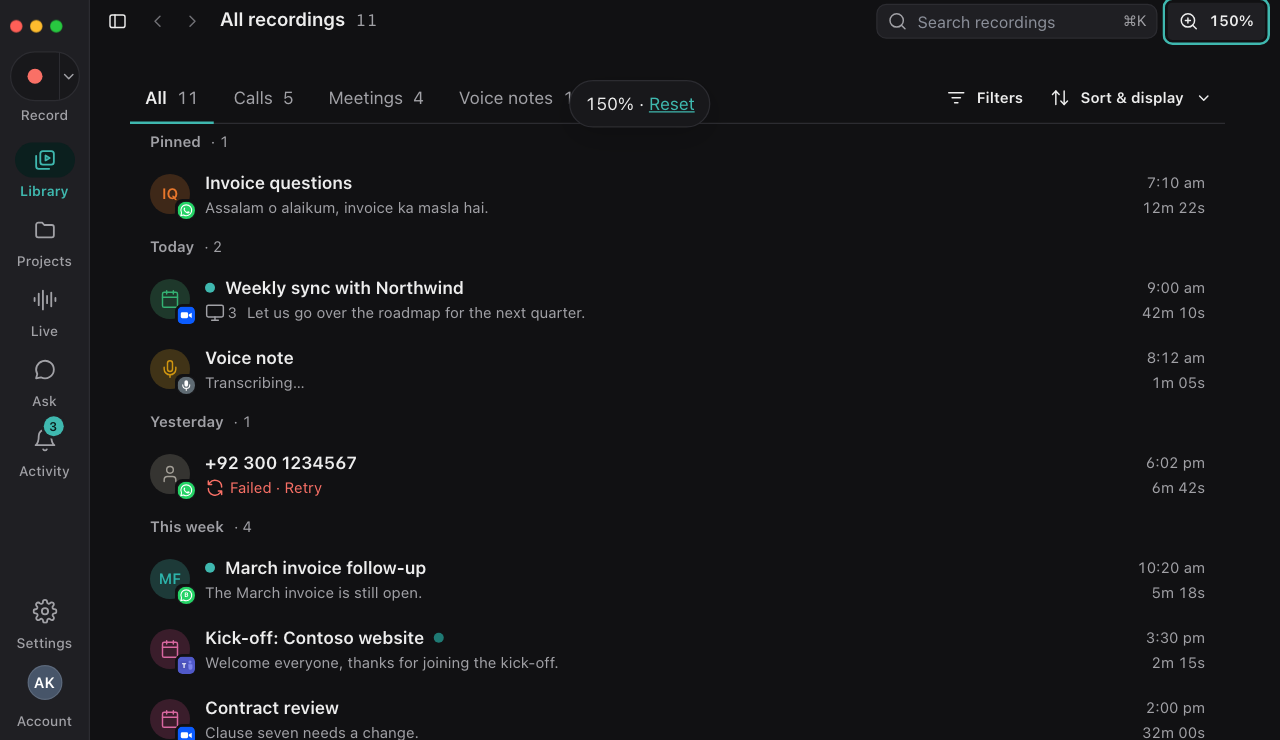 All recordings 11
Search recordings ⌘K
150%
Record
Library
Projects
Live
Ask
3
Activity
Settings
AK
Account
All 11
Calls 5
Meetings 4
Voice notes
150% · Reset
Filters
Sort & display
Pinned · 1
IQ
Invoice questions 7:10 am
Assalam o alaikum, invoice ka masla hai. 12m 22s
Today · 2
Weekly sync with Northwind 9:00 am
3 Let us go over the roadmap for the next quarter. 42m 10s
Voice note 8:12 am
Transcribing... 1m 05s
Yesterday · 1
+92 300 1234567 6:02 pm
Failed · Retry 6m 42s
This week · 4
MF
March invoice follow-up 10:20 am
The March invoice is still open. 5m 18s
Kick-off: Contoso website 3:30 pm
Welcome everyone, thanks for joining the kick-off. 2m 15s
Contract review 2:00 pm
Clause seven needs a change. 32m 00s